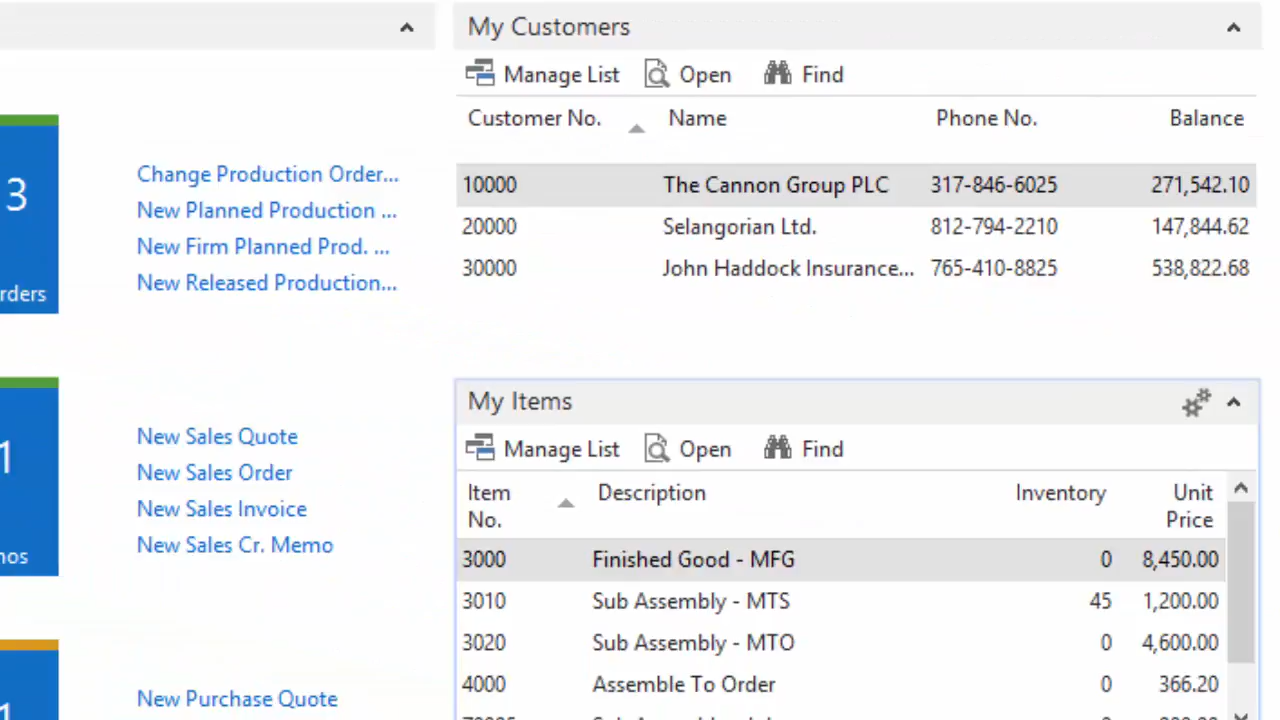 My Customers
Manage List Open Find
Customer No. Name Phone No. Balance
10000 The Cannon Group PLC 317-846-6025 271,542.10
20000 Selangorian Ltd. 812-794-2210 147,844.62
30000 John Haddock Insurance... 765-410-8825 538,822.68
3
rders
Change Production Order...
New Planned Production ...
New Firm Planned Prod. ...
New Released Production...
1
nos
New Sales Quote
New Sales Order
New Sales Invoice
New Sales Cr. Memo
New Purchase Quote
My Items
Manage List Open Find
Item No. Description Inventory Unit Price
3000 Finished Good - MFG 0 8,450.00
3010 Sub Assembly - MTS 45 1,200.00
3020 Sub Assembly - MTO 0 4,600.00
4000 Assemble To Order 0 366.20